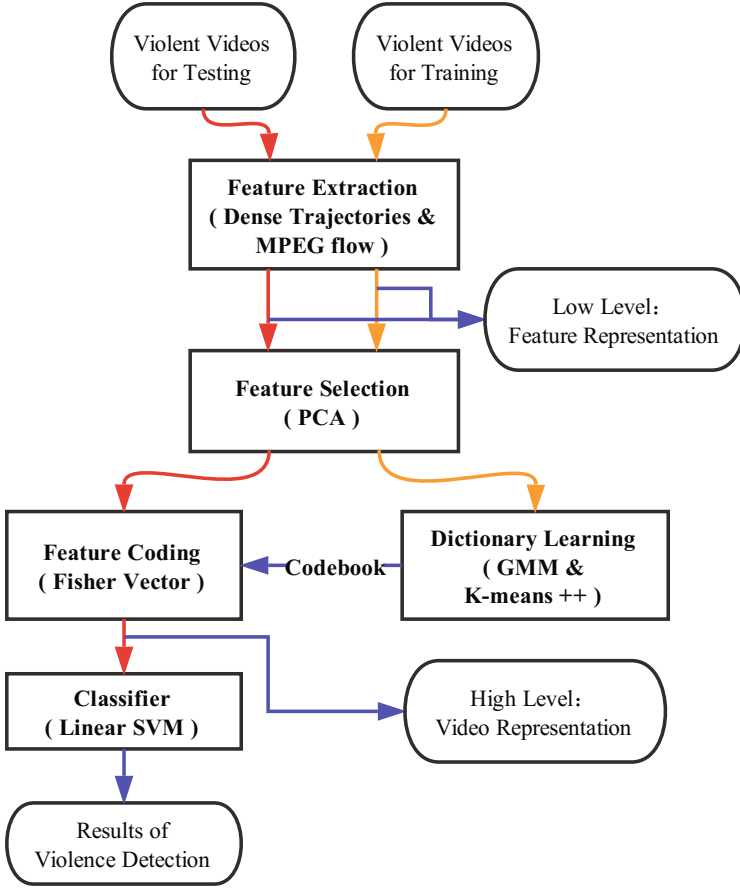 Violent Videos
for Testing
Violent Videos
for Training
Feature Extraction
( Dense Trajectories &
MPEG flow )
Low Level：
Feature Representation
Feature Selection
( PCA )
Feature Coding
( Fisher Vector )
Codebook
Dictionary Learning
( GMM &
K-means ++ )
Classifier
( Linear SVM )
High Level：
Video Representation
Results of
Violence Detection